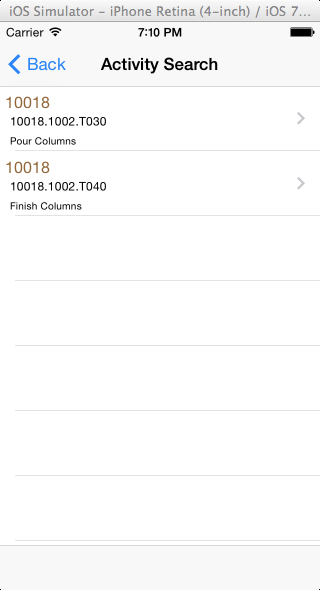 iOS Simulator – iPhone Retina (4-inch) / iOS 7...
Carrier 7:10 PM
Back Activity Search
10018
10018.1002.T030
Pour Columns
10018
10018.1002.T040
Finish Columns